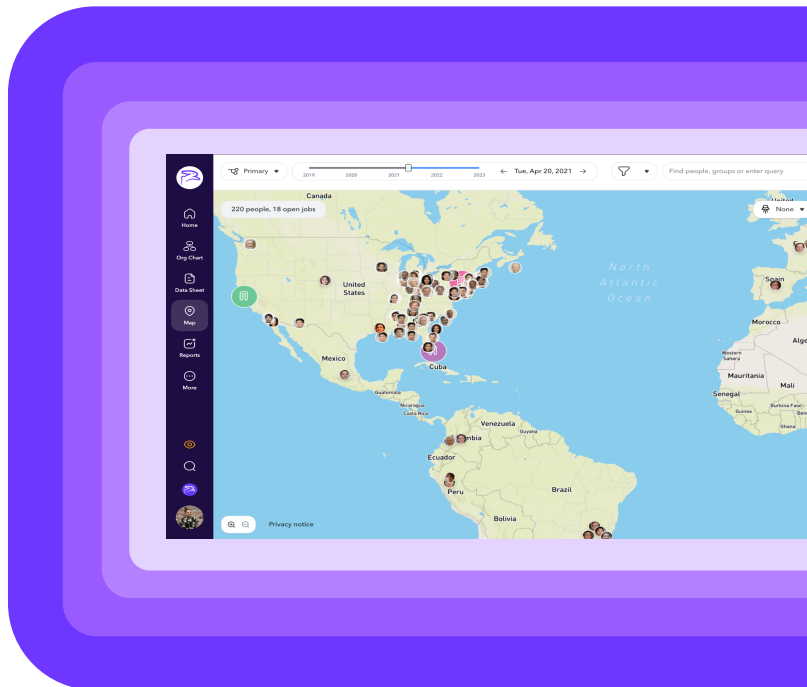 Primary
2019 2020 2021 2022 2023
Tue, Apr 20, 2021
Find people, groups or enter query
220 people, 18 open jobs
None
Home
Org Chart
Data Sheet
Map
Reports
More
Canada
United
States
Mexico
Cuba
Guatemala
Nicaragua
Costa Rica
Venezuela
Guyana
Ecuador
Peru
Brazil
Bolivia
North
Atlantic
Ocean
Spain
Morocco
Western
Sahara
Mauritania
Mali
Senegal
Guinea
Burkina Faso
Ghana
Privacy notice